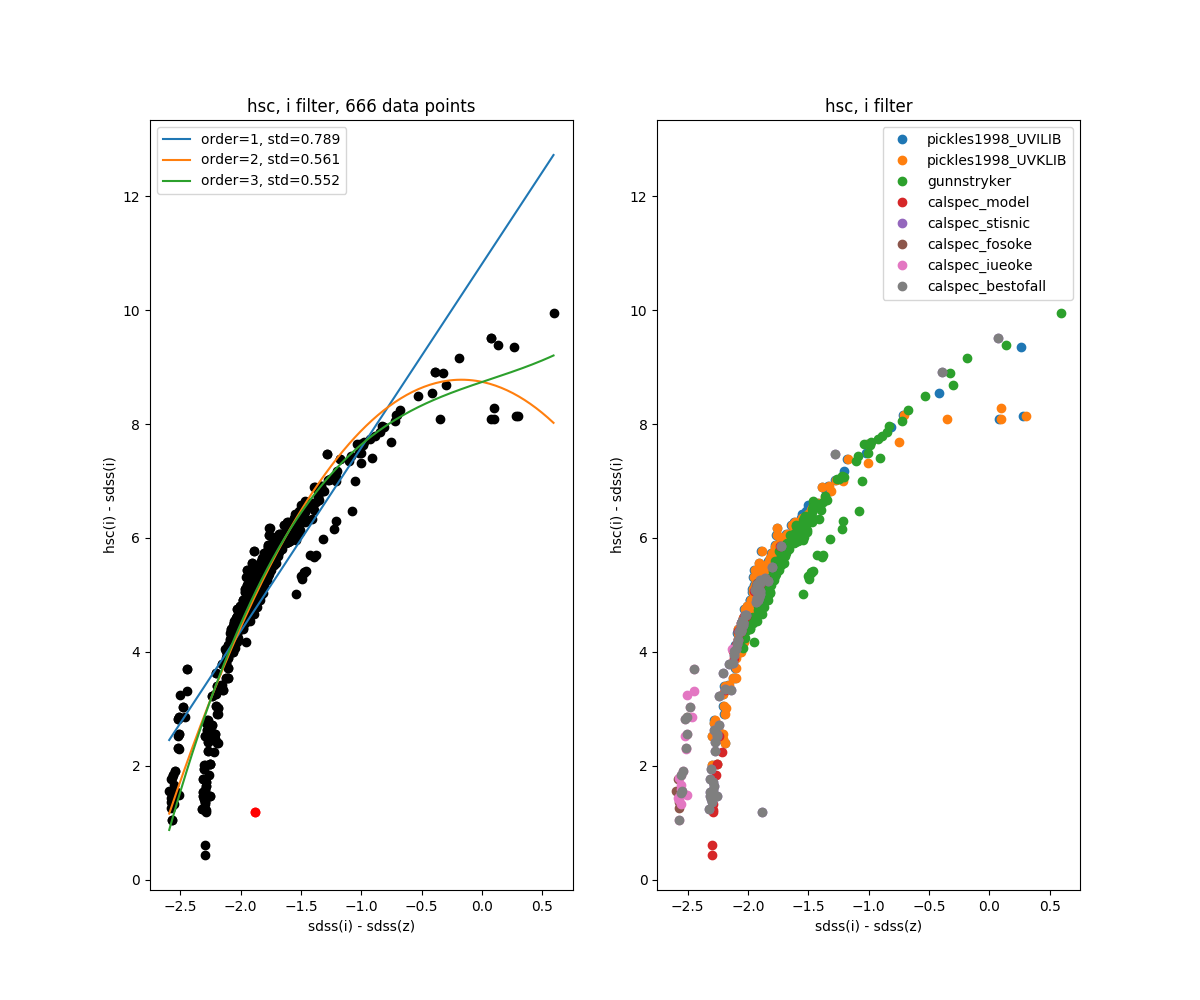 hsc, i filter, 666 data points
order=1, std=0.789
order=2, std=0.561
order=3, std=0.552
hsc(i) - sdss(i)
12
10
8
6
4
2
0
−2.5 −2.0 −1.5 −1.0 −0.5 0.0 0.5
sdss(i) - sdss(z)
hsc, i filter
pickles1998_UVILIB
pickles1998_UVKLIB
gunnstryker
calspec_model
calspec_stisnic
calspec_fosoke
calspec_iueoke
calspec_bestofall
hsc(i) - sdss(i)
12
10
8
6
4
2
0
−2.5 −2.0 −1.5 −1.0 −0.5 0.0 0.5
sdss(i) - sdss(z)